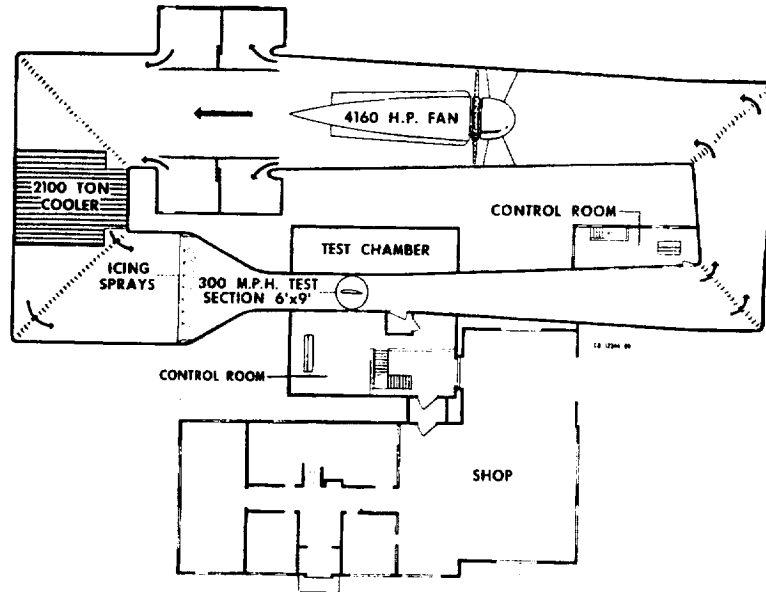 4160 H.P. FAN
2100 TON
COOLER
CONTROL ROOM
TEST CHAMBER
ICING
SPRAYS
300 M.P.H. TEST
SECTION 6'x9'
CONTROL ROOM
SHOP